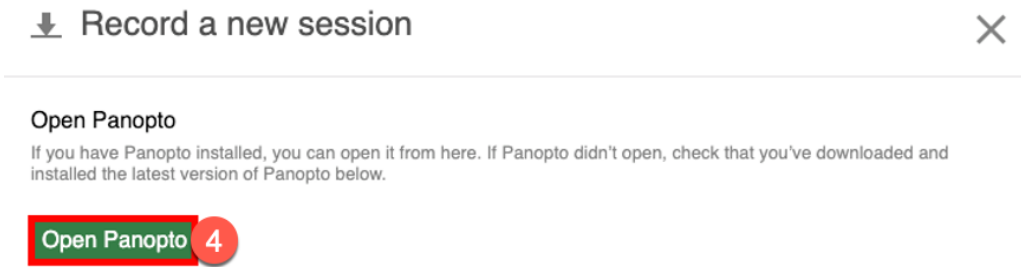 Record a new session
Open Panopto
If you have Panopto installed, you can open it from here. If Panopto didn't open, check that you've downloaded and
installed the latest version of Panopto below.
Open Panopto 4